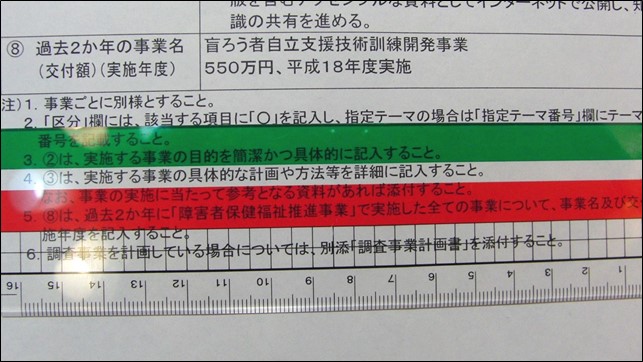 版を含むアクセシブルな資料としてインターネットで公開し、知
識の共有を進める。
⑧ 過去2か年の事業名 盲ろう者自立支援技術訓練開発事業
(交付額)(実施年度) 550万円、平成18年度実施
注)1. 事業ごとに別様とすること。
2. 「区分」欄には、該当する項目に「○」を記入し、指定テーマの場合は「指定テーマ番号」欄にテーマ
番号を記載すること。
3. ②は、実施する事業の目的を簡潔かつ具体的に記入すること。
4. ③は、実施する事業の具体的な計画や方法等を詳細に記入すること。
なお、事業の実施に当たって参考となる資料があれば添付すること。
5. ⑧は、過去2か年に「障害者保健福祉推進事業」で実施した全ての事業について、事業名及び交
施年度を記入すること。
6. 調査事業を計画している場合については、別添「調査事業計画書」を添付すること。
16 15 14 13 12 11 10 9 8 7 6 5 4 3 2 1